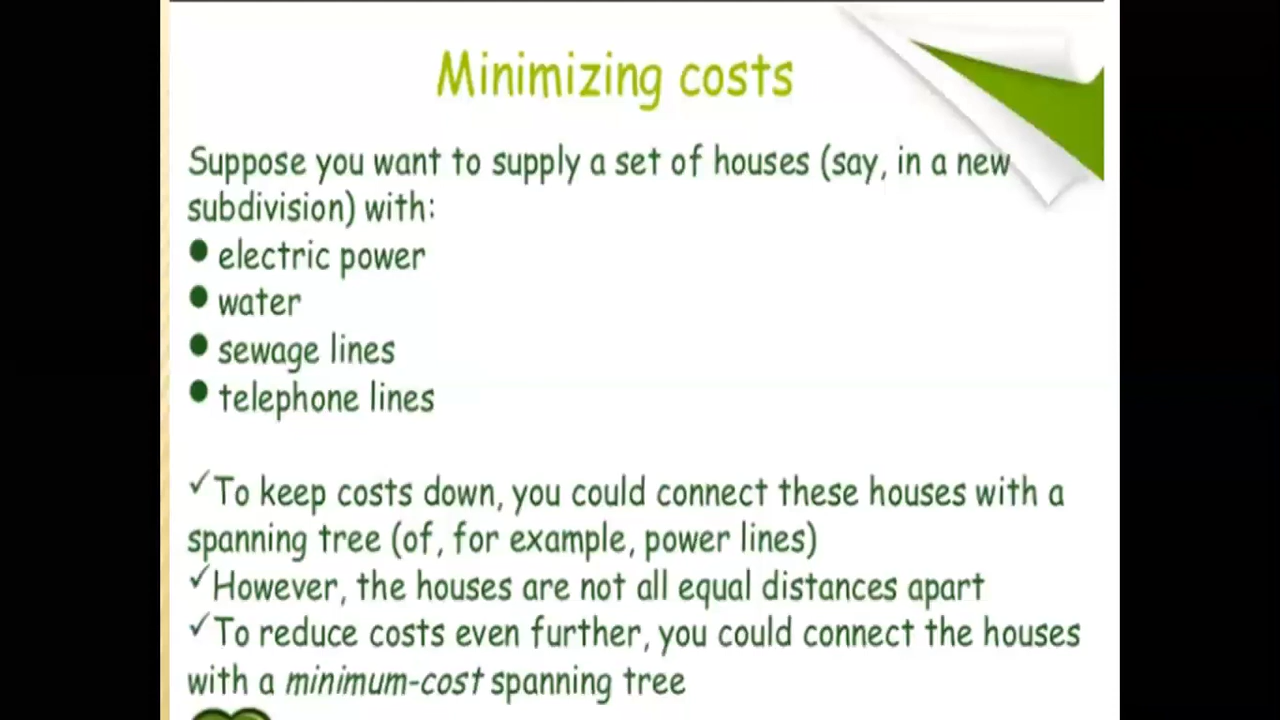 Minimizing costs
Suppose you want to supply a set of houses (say, in a new
subdivision) with:
● electric power
● water
● sewage lines
● telephone lines
✓To keep costs down, you could connect these houses with a
spanning tree (of, for example, power lines)
✓However, the houses are not all equal distances apart
✓To reduce costs even further, you could connect the houses
with a minimum-cost spanning tree